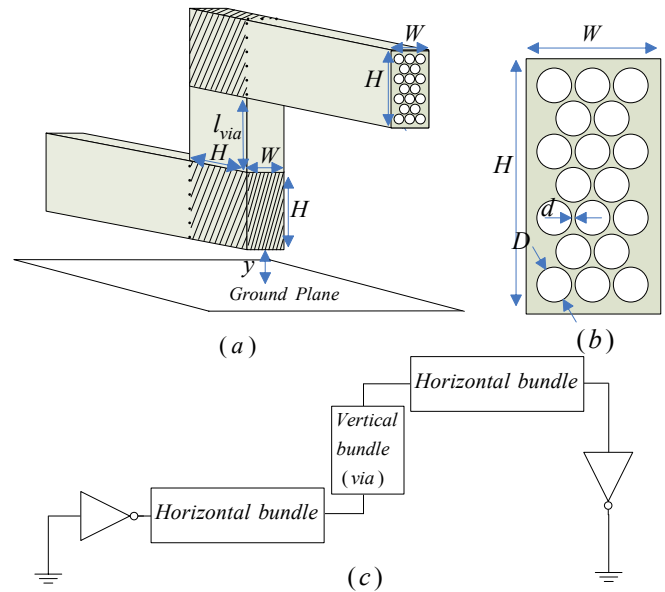 W
H
l_via
H
W
H
y
Ground Plane
(a)
W
H
d
D
(b)
Horizontal bundle
Vertical
bundle
(via)
Horizontal bundle
(c)